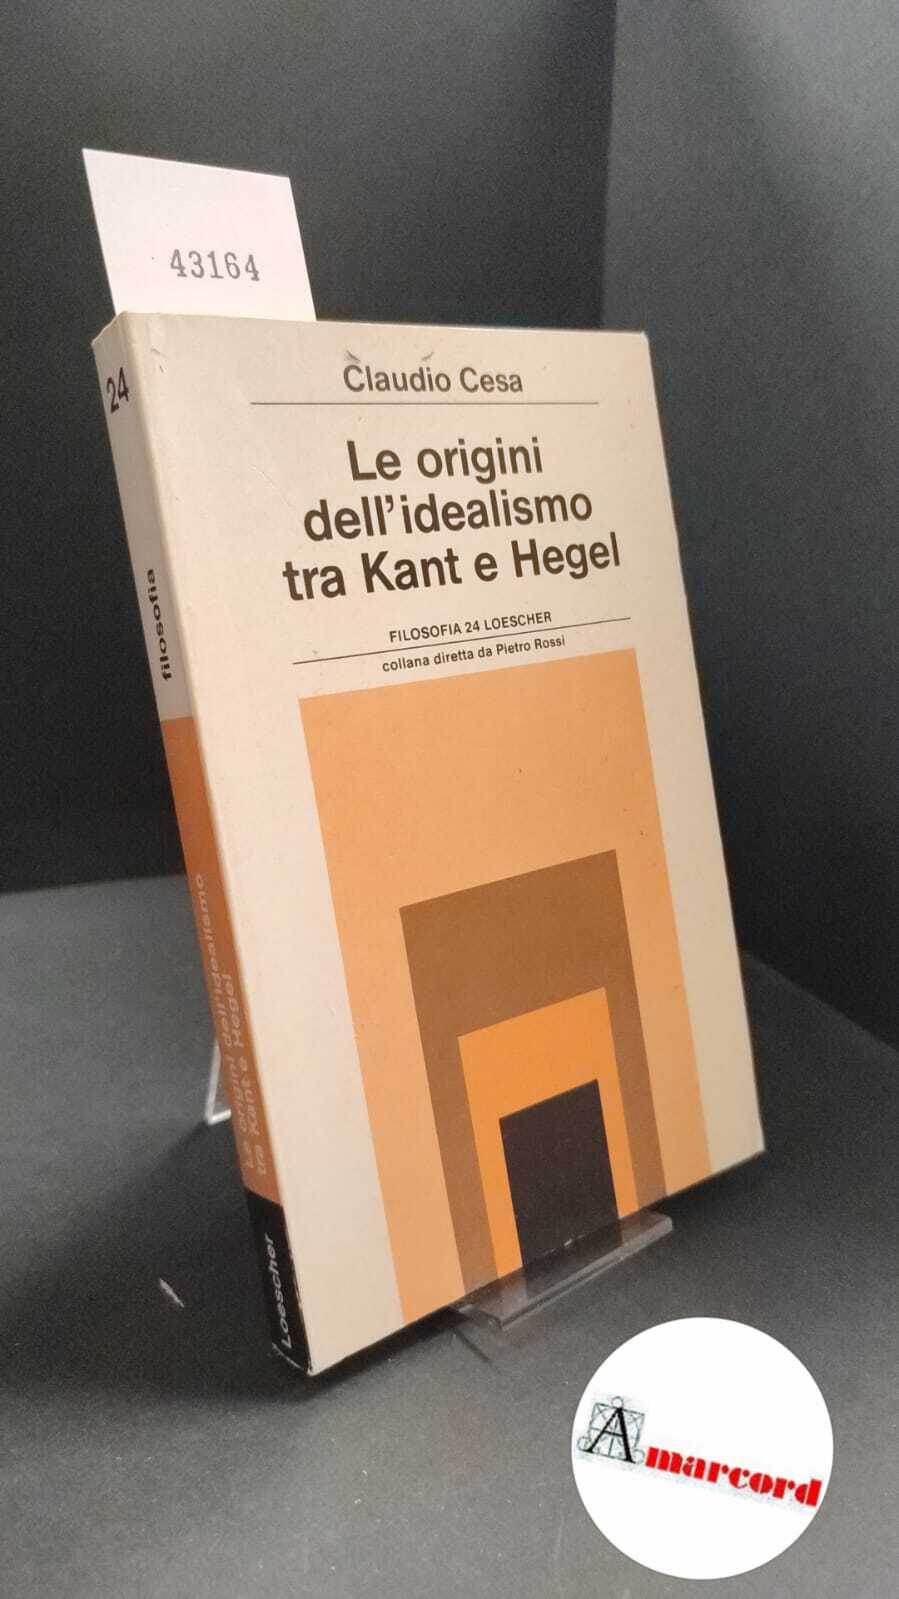 43164
Claudio Cesa
Le origini
dell'idealismo
tra Kant e Hegel
FILOSOFIA 24 LOESCHER
collana diretta da Pietro Rossi
24
filosofia
Le origini dell'idealismo
tra Kant e Hegel
Loescher
Amarcord